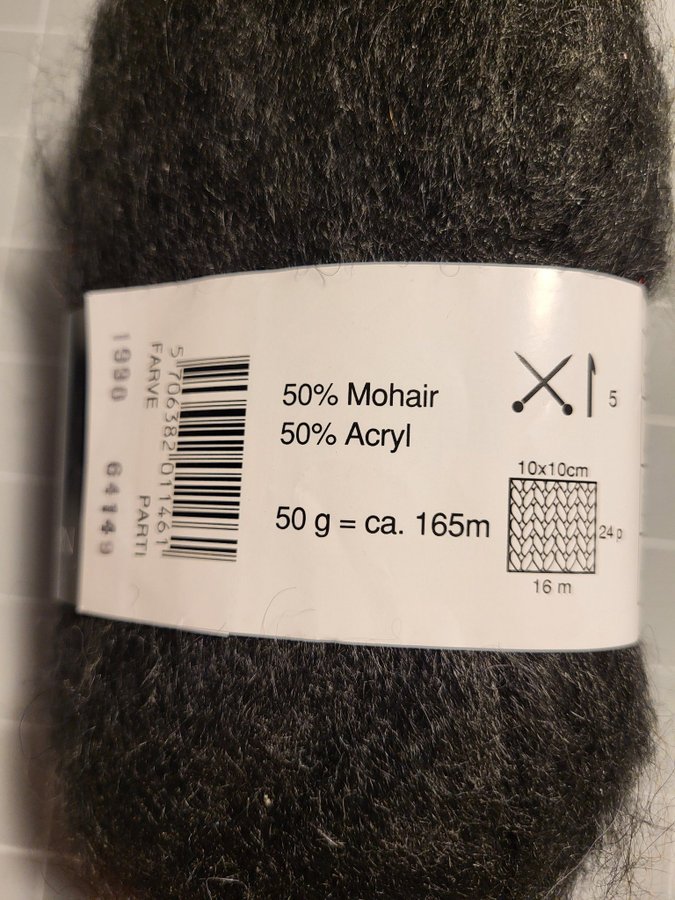 50% Mohair
50% Acryl
50 g = ca. 165m
5
10x10cm
24 p
16 m
5706382011461
FARVE PARTI
1990 64149